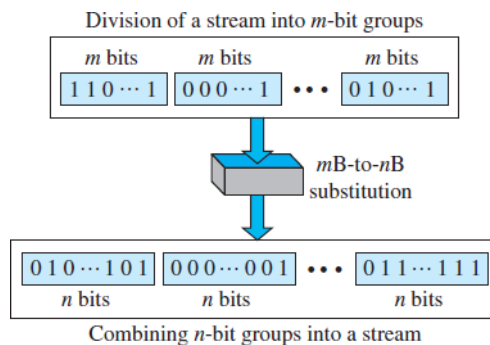 Division of a stream into m-bit groups
m bits m bits m bits
1 1 0 ··· 1 0 0 0 ··· 1 ••• 0 1 0 ··· 1
mB-to-nB
substitution
0 1 0 ··· 1 0 1 0 0 0 ··· 0 0 1 ••• 0 1 1 ··· 1 1 1
n bits n bits n bits
Combining n-bit groups into a stream